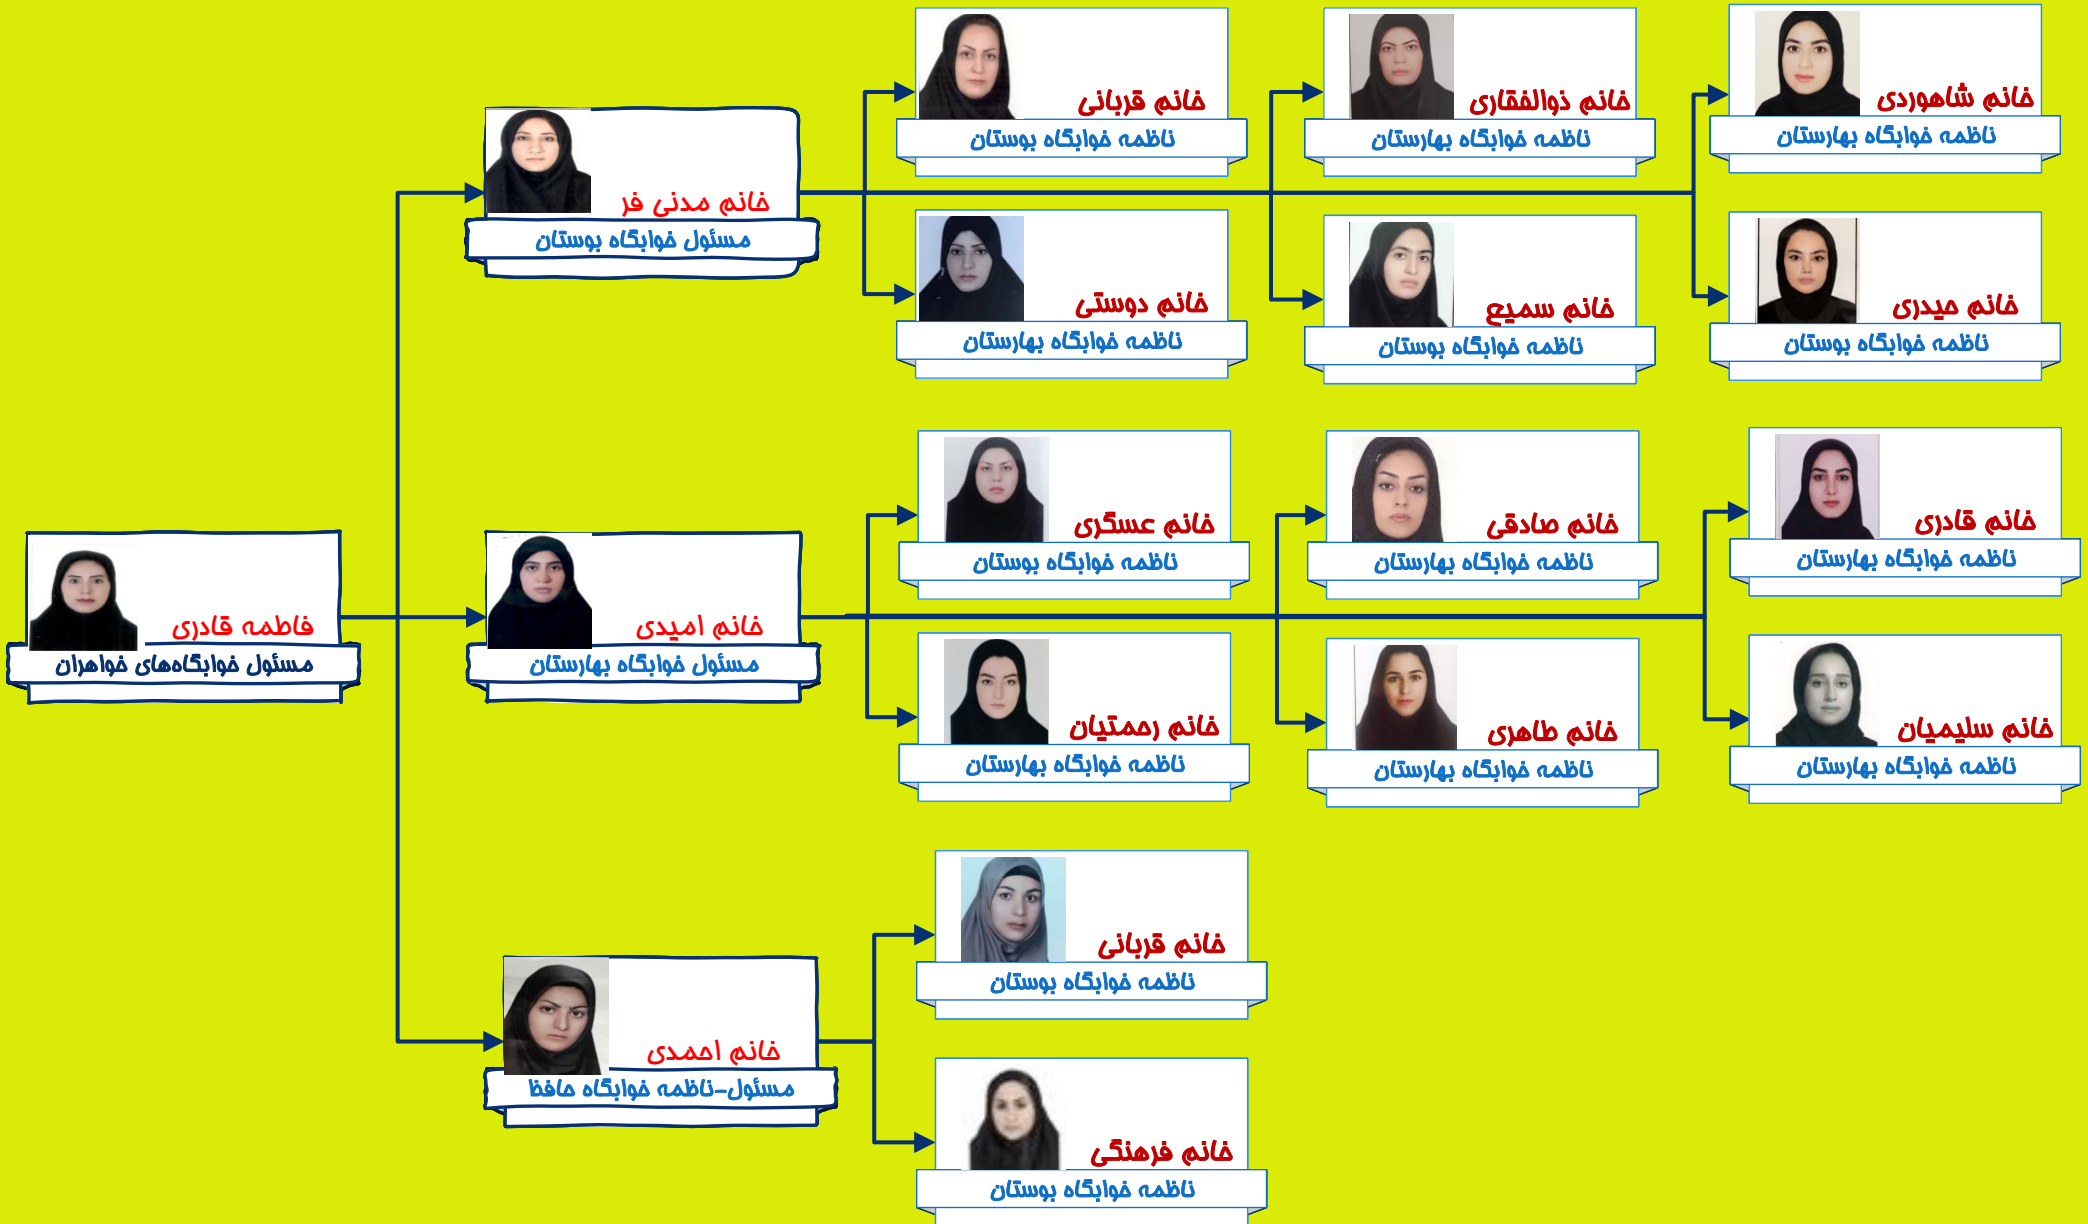 فاطمه قادری
مسئول خوابگاه‌های خواهران
خانم مدنی فر
مسئول خوابگاه بوستان
خانم قربانی
ناظمه خوابگاه بوستان
خانم ذوالفقاری
ناظمه خوابگاه بهارستان
خانم شاهوردی
ناظمه خوابگاه بهارستان
خانم دوستی
ناظمه خوابگاه بهارستان
خانم سمیع
ناظمه خوابگاه بوستان
خانم حیدری
ناظمه خوابگاه بوستان
خانم امیدی
مسئول خوابگاه بهارستان
خانم عسگری
ناظمه خوابگاه بوستان
خانم صادقی
ناظمه خوابگاه بهارستان
خانم قادری
ناظمه خوابگاه بهارستان
خانم رحمتیان
ناظمه خوابگاه بهارستان
خانم طاهری
ناظمه خوابگاه بهارستان
خانم سلیمیان
ناظمه خوابگاه بهارستان
خانم احمدی
مسئول-ناظمه خوابگاه حافظ
خانم قربانی
ناظمه خوابگاه بوستان
خانم فرهنگی
ناظمه خوابگاه بوستان